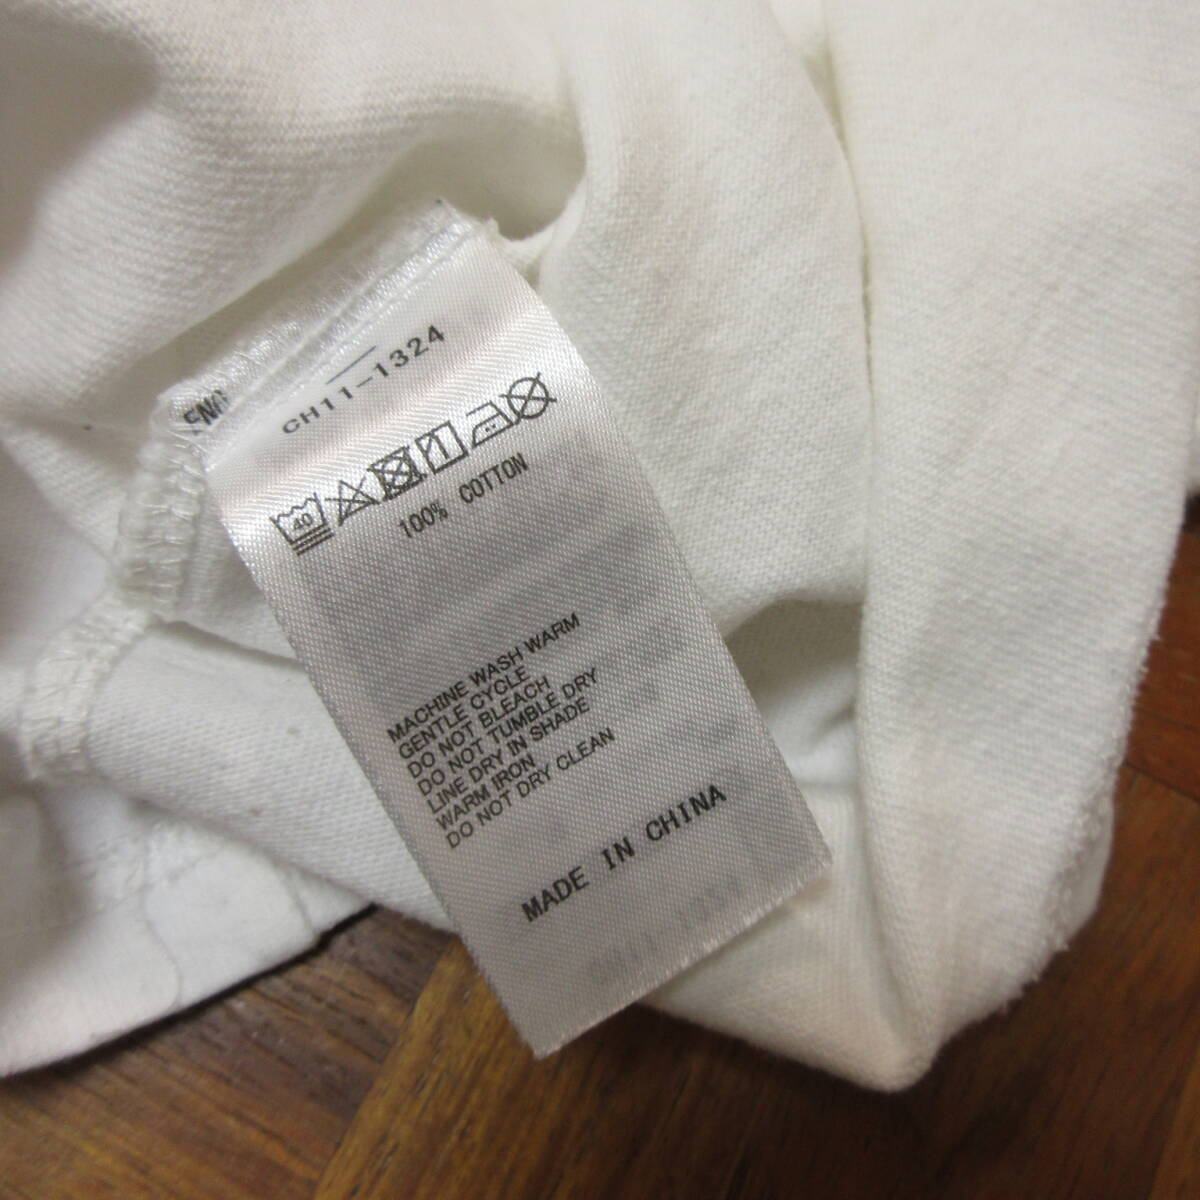 CH11-1324
40
100% COTTON
MACHINE WASH WARM
GENTLE CYCLE
DO NOT BLEACH
DO NOT TUMBLE DRY
LINE DRY IN SHADE
WARM IRON
DO NOT DRY CLEAN
MADE IN CHINA